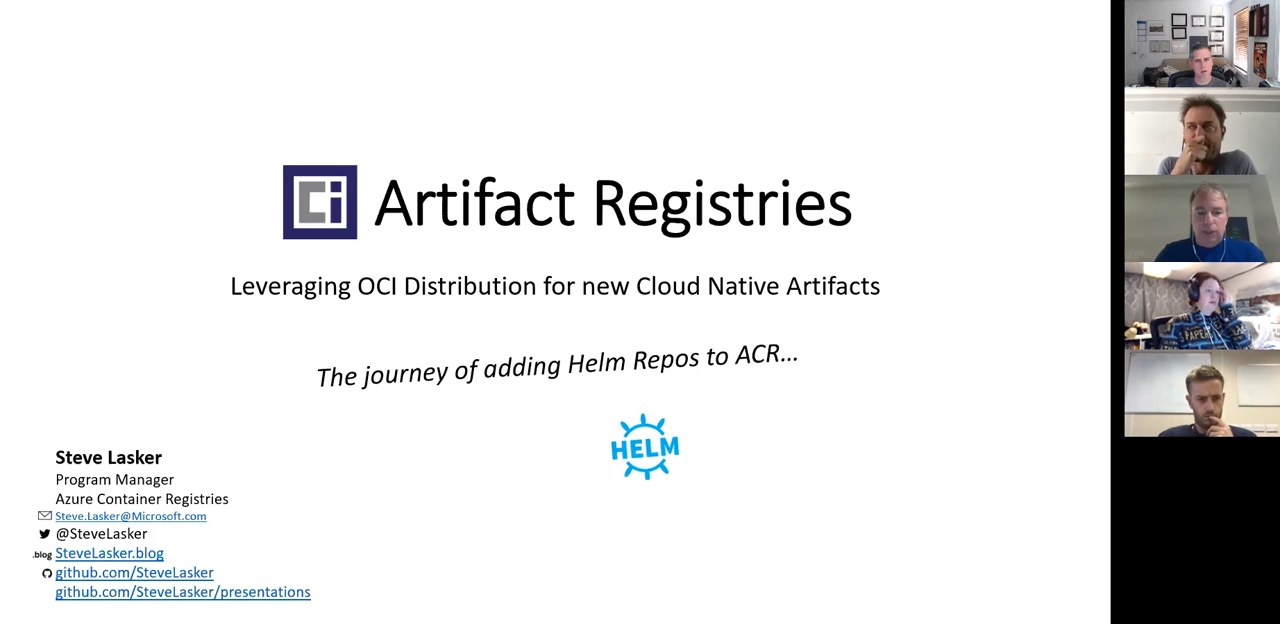 Artifact Registries
Leveraging OCI Distribution for new Cloud Native Artifacts
The journey of adding Helm Repos to ACR...
HELM
Steve Lasker
Program Manager
Azure Container Registries
Steve.Lasker@Microsoft.com
@SteveLasker
.blog SteveLasker.blog
github.com/SteveLasker
github.com/SteveLasker/presentations